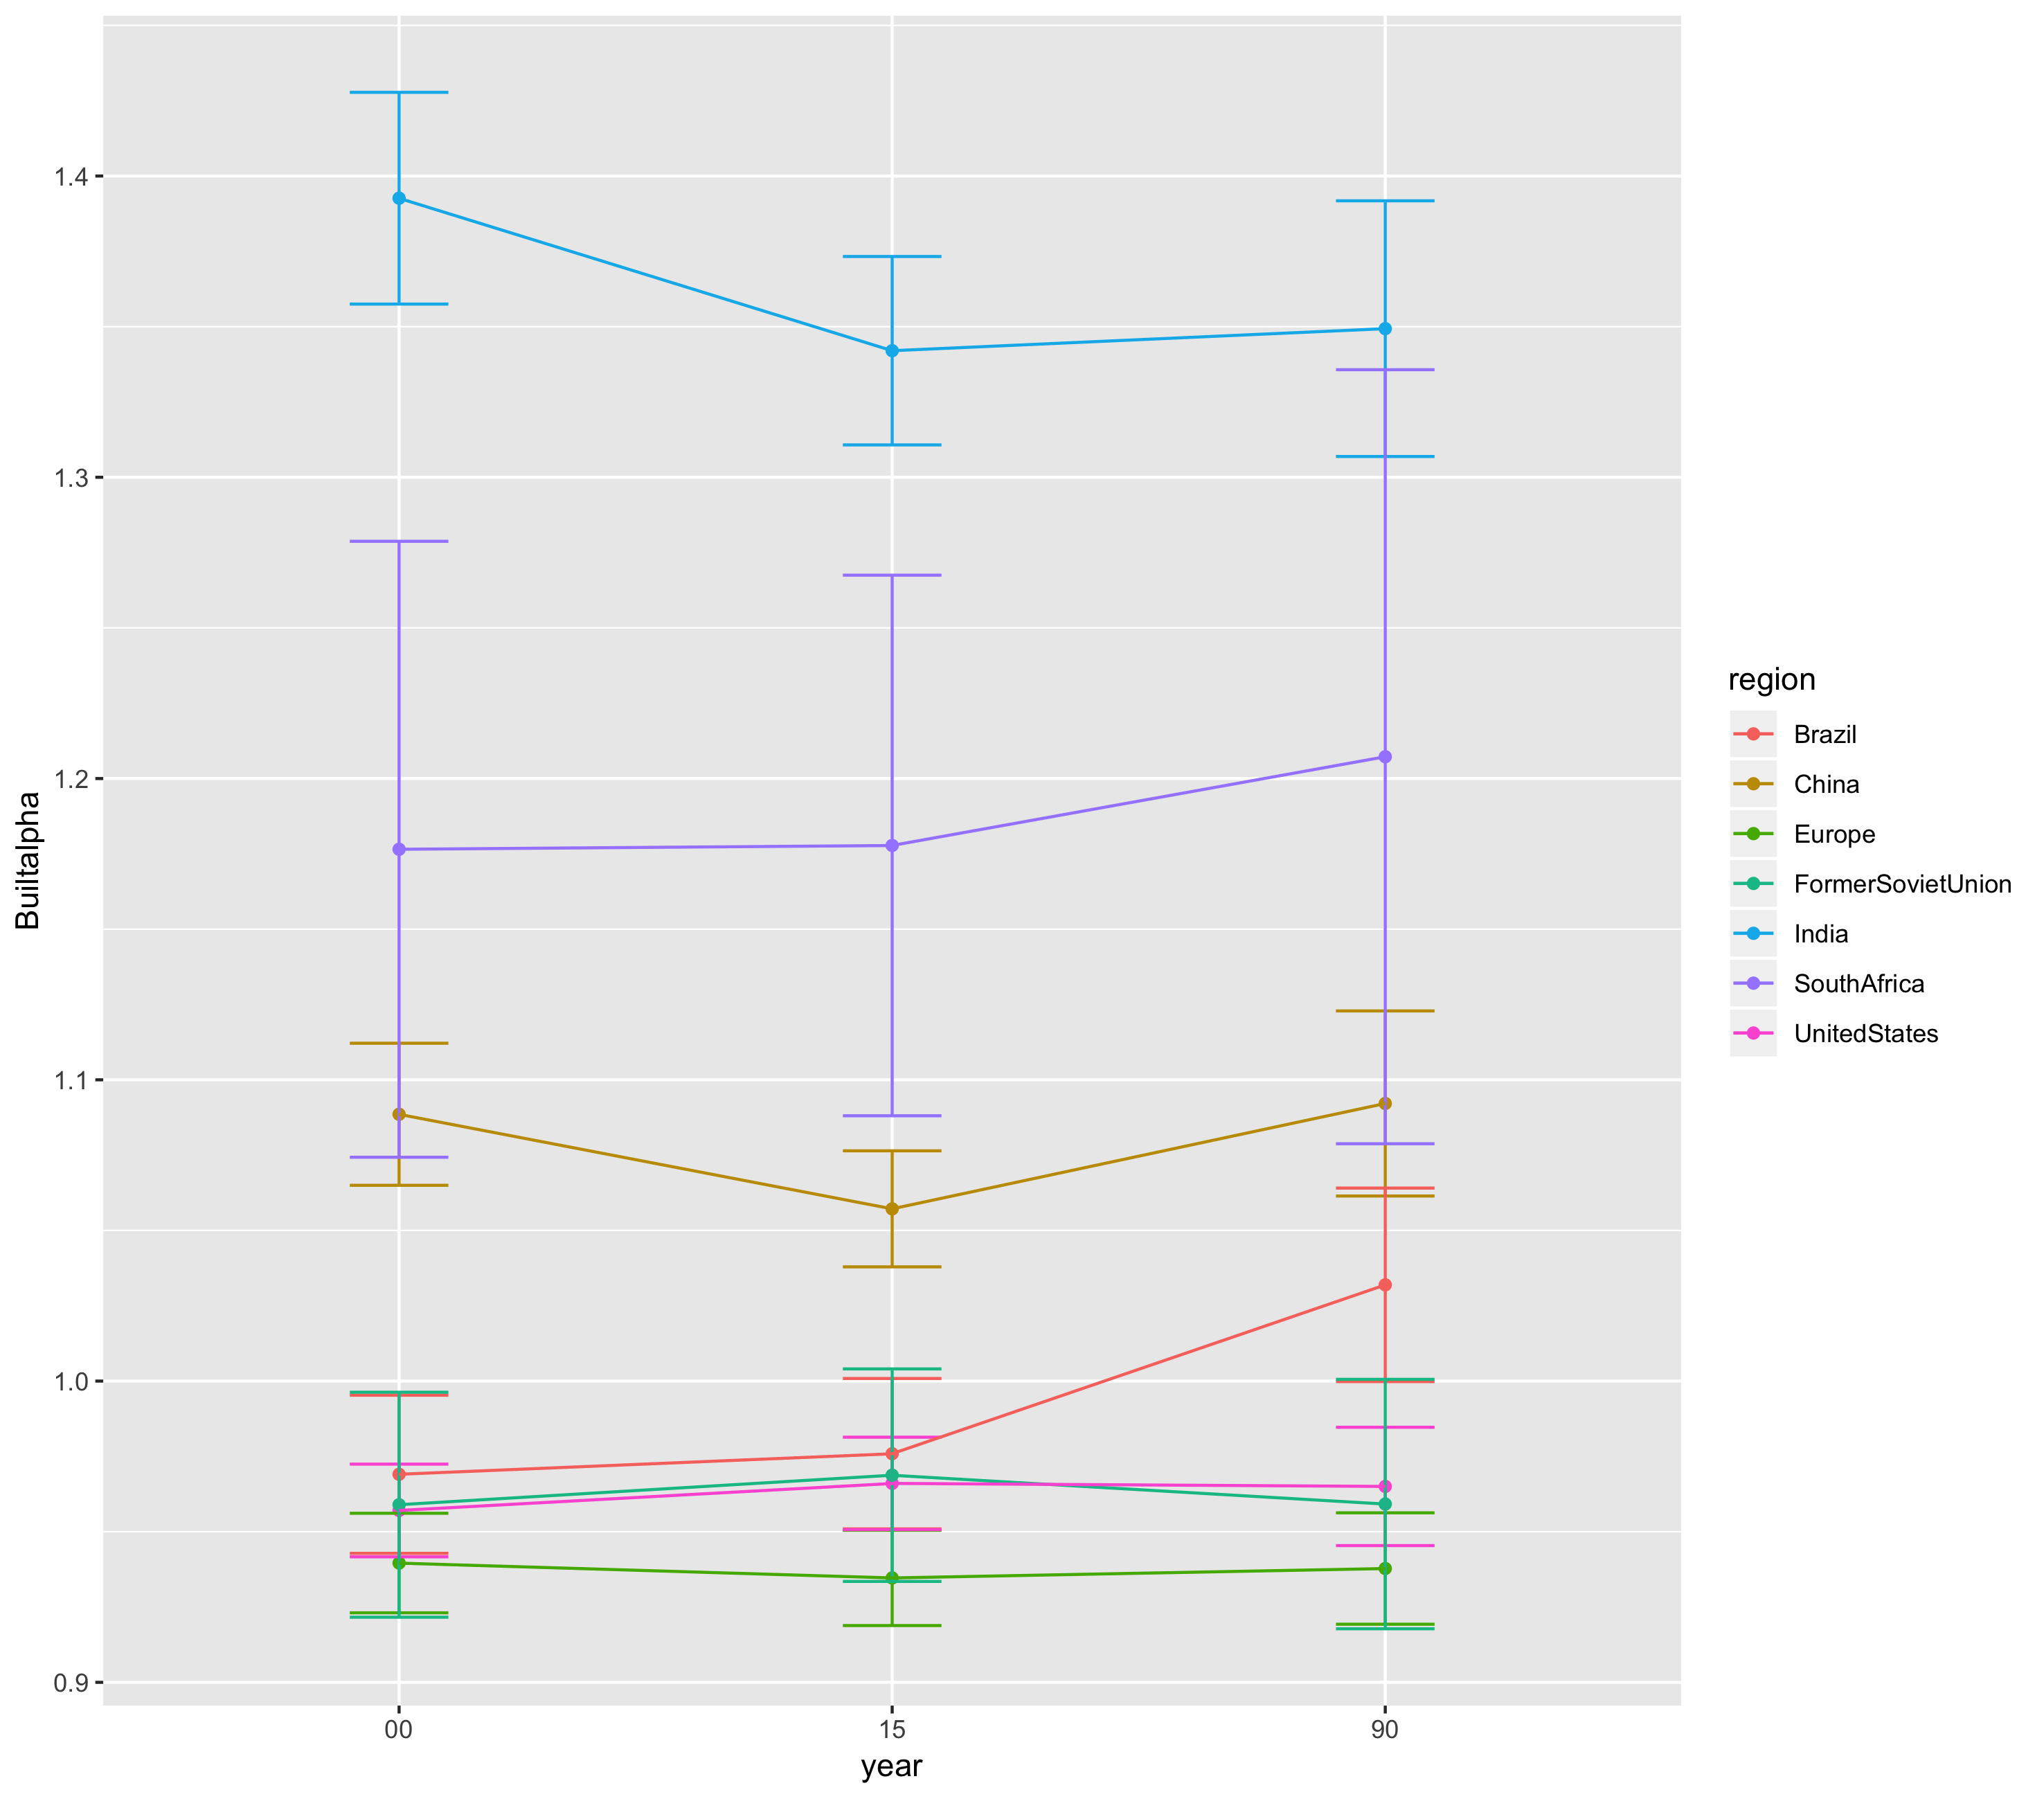 1.4
1.3
1.2
1.1
1.0
0.9
Builtalpha
00 15 90
year
region
Brazil
China
Europe
FormerSovietUnion
India
SouthAfrica
UnitedStates